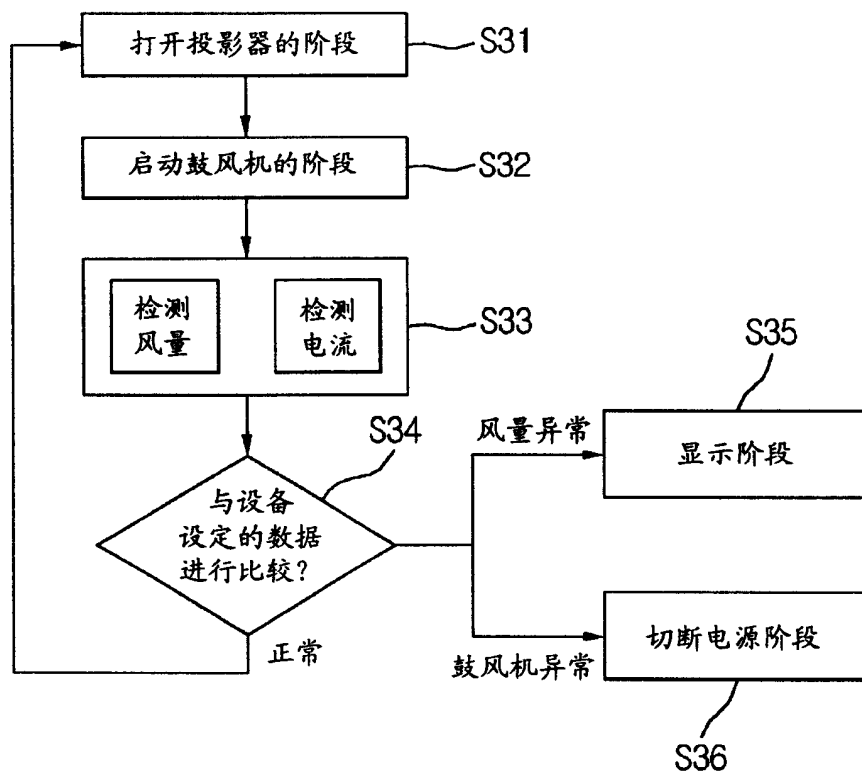 打开投影器的阶段
S31
启动鼓风机的阶段
S32
检测
风量
检测
电流
S33
S34
与设备
设定的数据
进行比较?
正常
风量异常
S35
显示阶段
鼓风机异常
切断电源阶段
S36